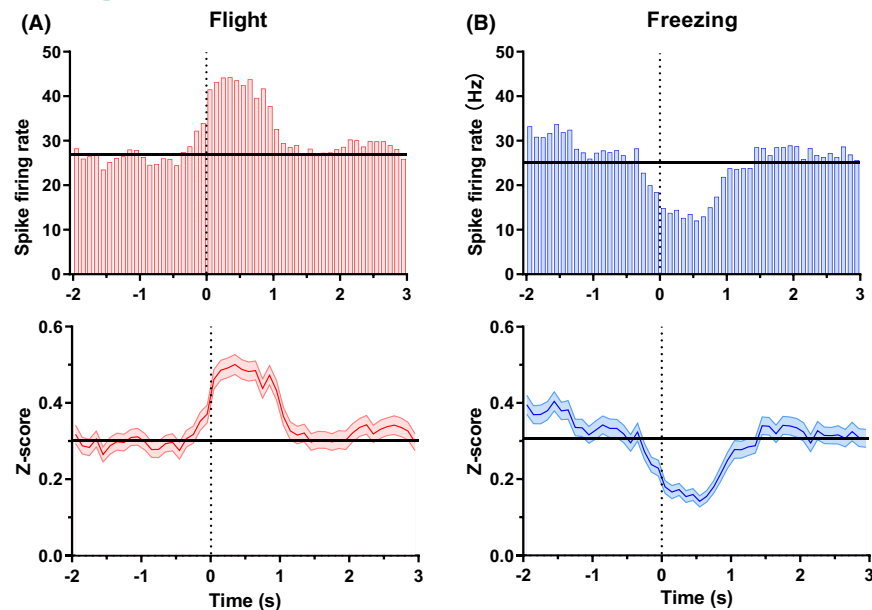 (A) Flight
Spike firing rate
50
40
30
20
10
0
-2 -1 0 1 2 3
(B) Freezing
Spike firing rate (Hz)
50
40
30
20
10
0
-2 -1 0 1 2 3
Z-score
0.6
0.4
0.2
0.0
-2 -1 0 1 2 3
Time (s)
Z-score
0.6
0.4
0.2
0.0
-2 -1 0 1 2 3
Time (s)